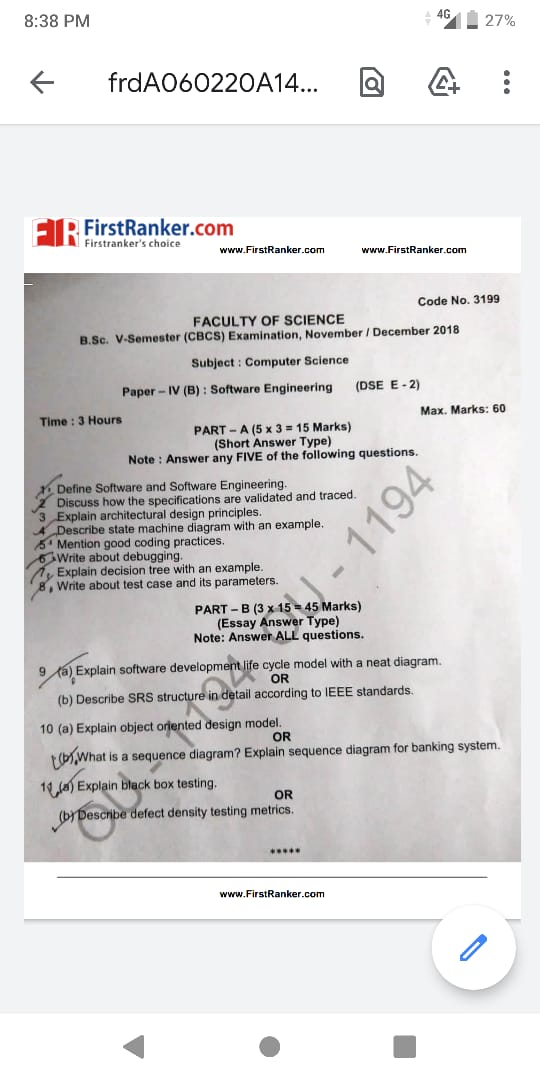 8:38 PM
4G
27%
frdA060220A14...
FR FirstRanker.com
Firstranker's choice
www.FirstRanker.com www.FirstRanker.com
Code No. 3199
FACULTY OF SCIENCE
B.Sc. V-Semester (CBCS) Examination, November / December 2018
Subject : Computer Science
Paper – IV (B) : Software Engineering (DSE E - 2)
Time : 3 Hours
Max. Marks: 60
PART – A (5 x 3 = 15 Marks)
(Short Answer Type)
Note : Answer any FIVE of the following questions.
1. Define Software and Software Engineering.
2 Discuss how the specifications are validated and traced.
3 Explain architectural design principles.
4 Describe state machine diagram with an example.
5 Mention good coding practices.
6 Write about debugging.
7 Explain decision tree with an example.
8 Write about test case and its parameters.
OU - 1194 OU - 1194
PART – B (3 x 15 = 45 Marks)
(Essay Answer Type)
Note: Answer ALL questions.
9 (a) Explain software development life cycle model with a neat diagram.
OR
(b) Describe SRS structure in detail according to IEEE standards.
10 (a) Explain object oriented design model.
OR
(b) What is a sequence diagram? Explain sequence diagram for banking system.
11 (a) Explain black box testing.
OR
(b) Describe defect density testing metrics.
*****
www.FirstRanker.com